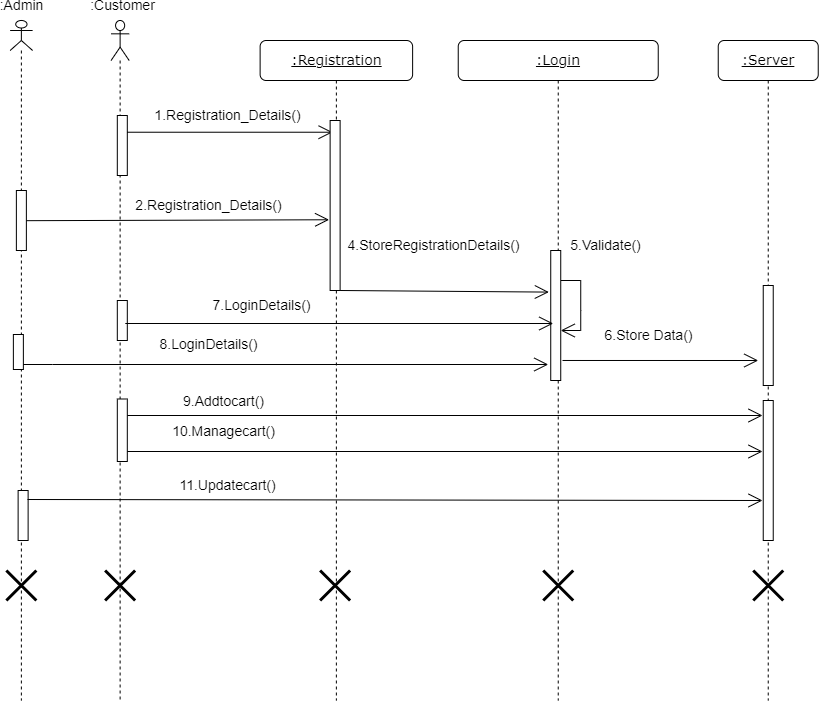 :Admin
:Customer
:Registration
:Login
:Server
1.Registration_Details()
2.Registration_Details()
4.StoreRegistrationDetails()
5.Validate()
7.LoginDetails()
6.Store Data()
8.LoginDetails()
9.Addtocart()
10.Managecart()
11.Updatecart()